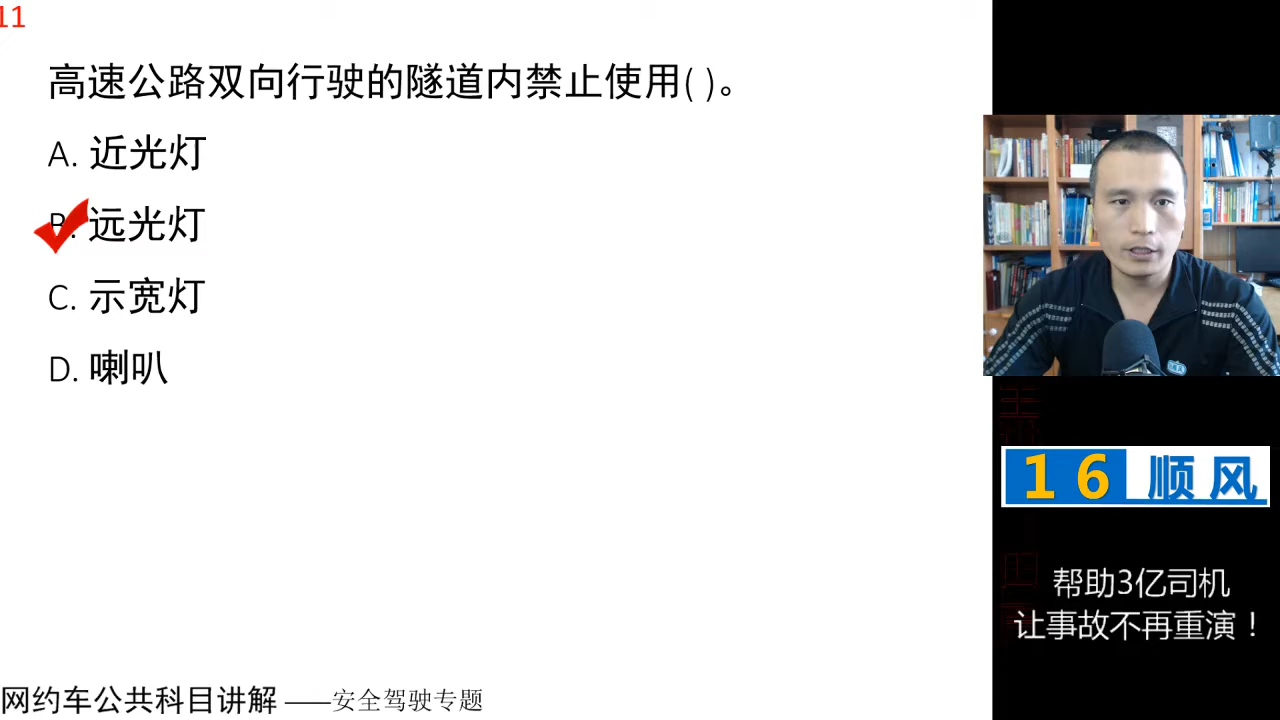 11
高速公路双向行驶的隧道内禁止使用( )。
A. 近光灯
B. 远光灯
C. 示宽灯
D. 喇叭
16 顺风
帮助3亿司机
让事故不再重演！
网约车公共科目讲解 ——安全驾驶专题